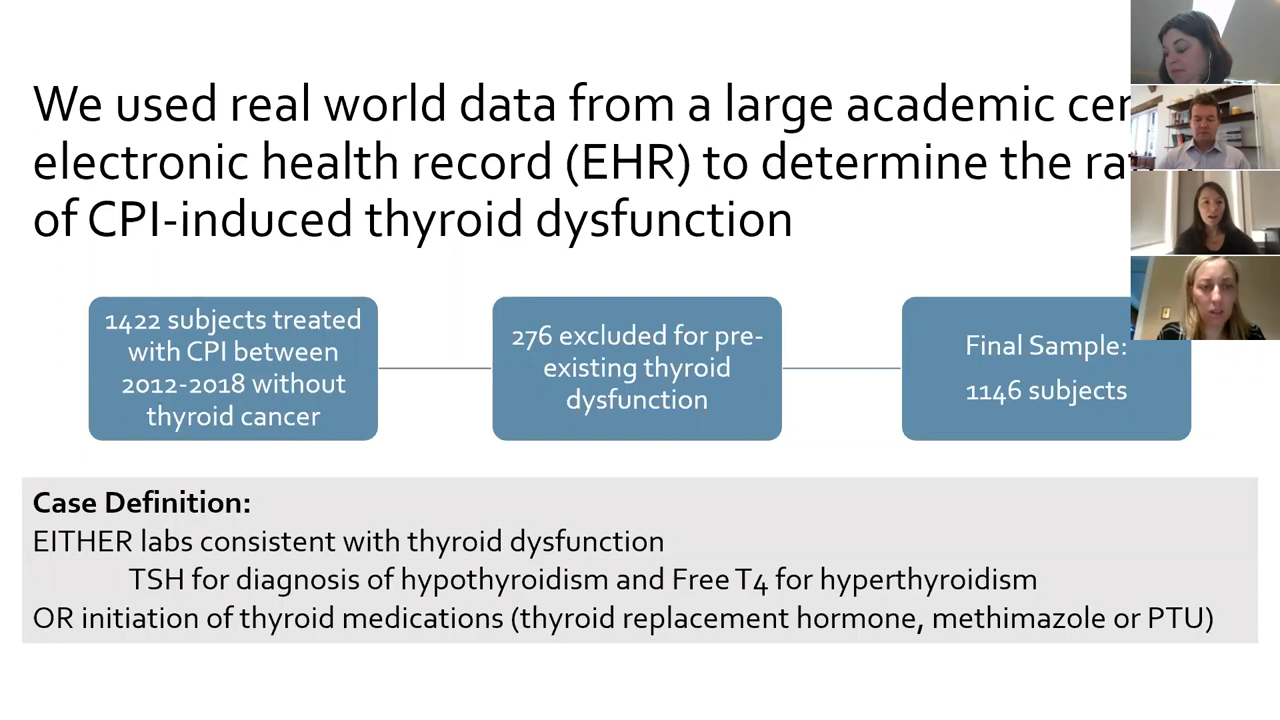 We used real world data from a large academic
electronic health record (EHR) to determine the
of CPI-induced thyroid dysfunction
1422 subjects treated
with CPI between
2012-2018 without
thyroid cancer
276 excluded for pre-
existing thyroid
dysfunction
Final Sample:
1146 subjects
Case Definition:
EITHER labs consistent with thyroid dysfunction
TSH for diagnosis of hypothyroidism and Free T4 for hyperthyroidism
OR initiation of thyroid medications (thyroid replacement hormone, methimazole or PTU)